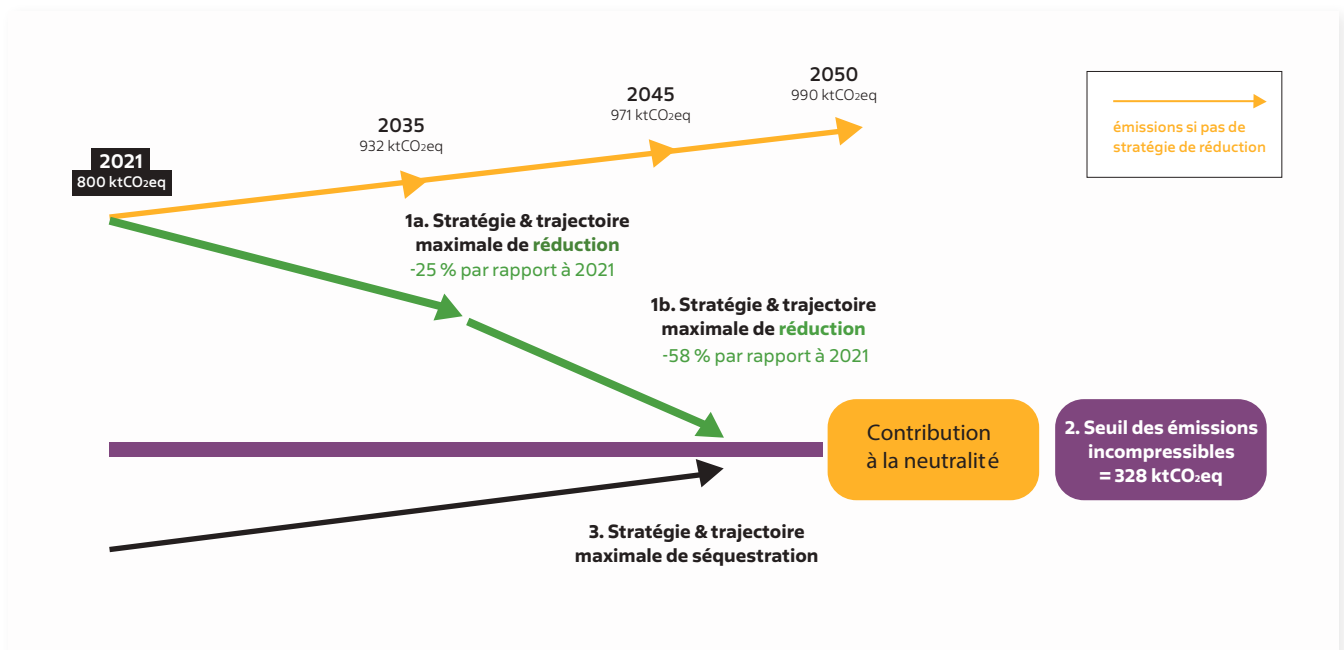 2050
990 ktCO₂eq
2045
971 ktCO₂eq
2035
932 ktCO₂eq
2021
800 ktCO₂eq
émissions si pas de
stratégie de réduction
1a. Stratégie & trajectoire
maximale de réduction
-25 % par rapport à 2021
1b. Stratégie & trajectoire
maximale de réduction
-58 % par rapport à 2021
Contribution
à la neutralité
2. Seuil des émissions
incompressibles
= 328 ktCO₂eq
3. Stratégie & trajectoire
maximale de séquestration